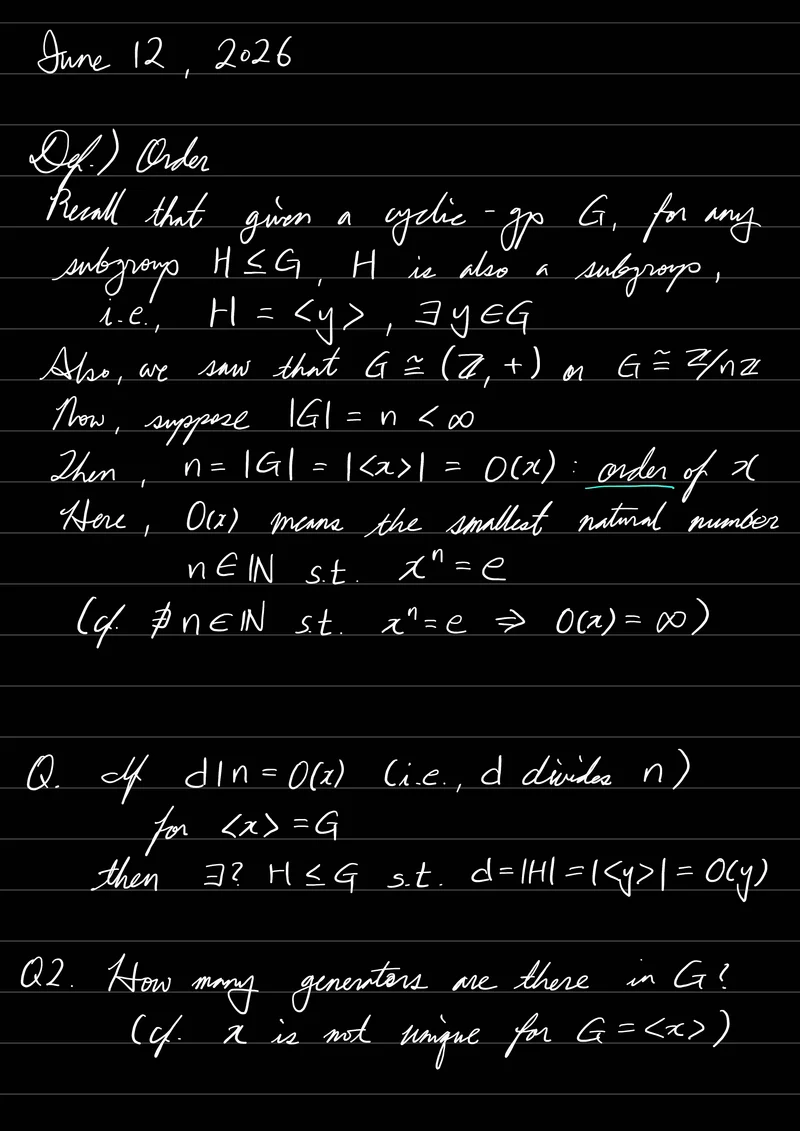 June 12, 2026
Def.) Order
Recall that given a cyclic-gp G, for any
subgroup H ≤ G, H is also a subgroup,
i.e., H = <y>, ∃ y ∈ G
Also, we saw that G ≅ (ℤ, +) or G ≅ ℤ/nℤ
Now, suppose |G| = n < ∞
Then, n = |G| = |<x>| = O(x) : order of x
Here, O(x) means the smallest natural number
n ∈ ℕ s.t. xⁿ = e
(cf. ∄ n ∈ ℕ s.t. xⁿ = e ⇒ O(x) = ∞)
Q. If d|n = O(x) (i.e., d divides n)
for <x> = G
then ∃? H ≤ G s.t. d = |H| = |<y>| = O(y)
Q2. How many generators are there in G?
(cf. x is not unique for G = <x>)